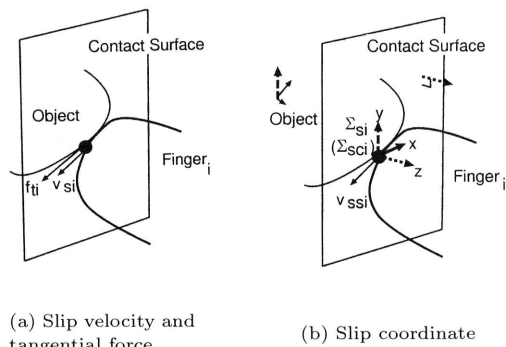 Contact Surface
Object
Finger i
fti
v si
(a) Slip velocity and
tangential force
Contact Surface
Object
Σsi
(Σsci)
y
x
z
Finger i
v ssi
(b) Slip coordinate